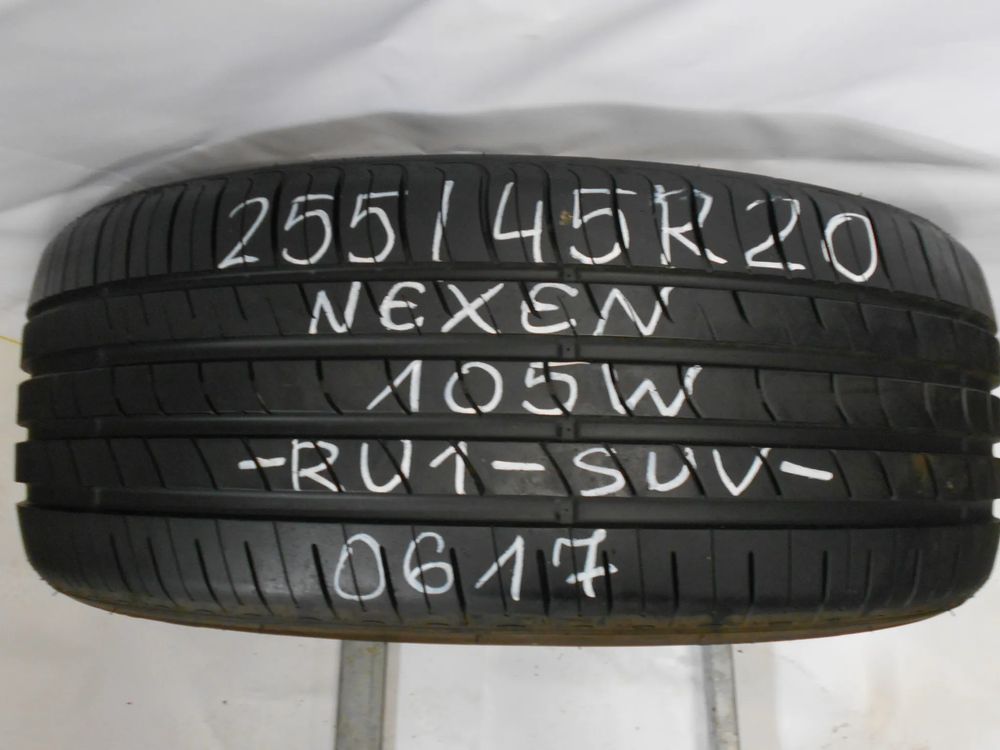 255/45R20
NEXEN
105W
-RU1-SUV-
0617